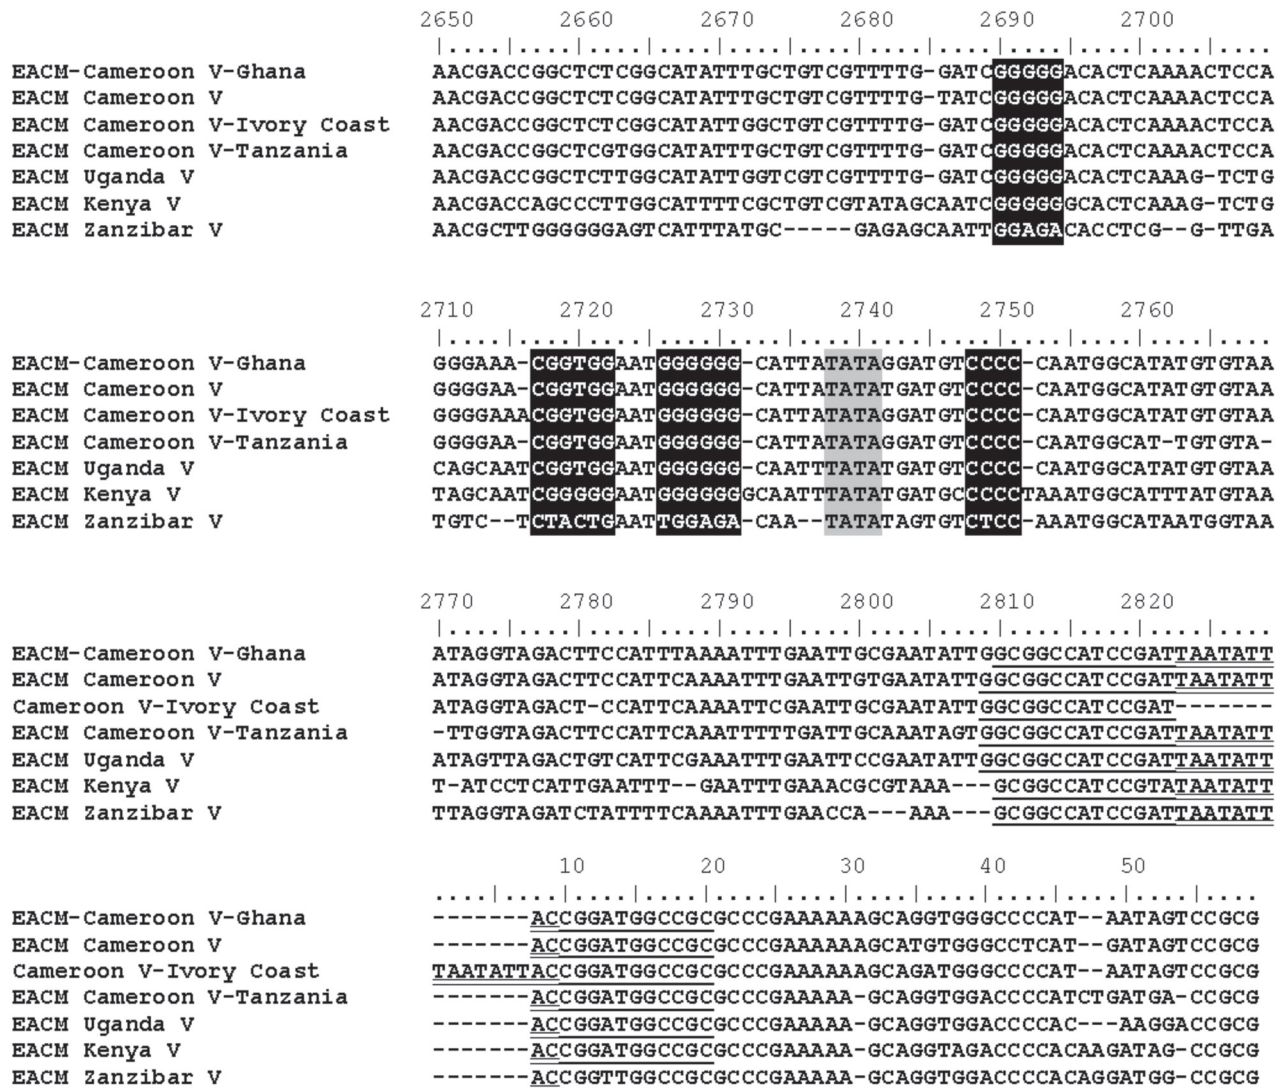 2650 2660 2670 2680 2690 2700
|....|....|....|....|....|....|....|....|....|....|....|....
EACM-Cameroon V-Ghana AACGACCGGCTCTCGGCATATTTGCTGTCGTTTTG-GATCGGGGGACACTCAAAACTCCA
EACM Cameroon V AACGACCGGCTCTCGGCATATTTGCTGTCGTTTTG-TATCGGGGGACACTCAAAACTCCA
EACM Cameroon V-Ivory Coast AACGACCGGCTCTCGGCATATTGGCTGTCGTTTTG-GATCGGGGGACACTCAAAACTCCA
EACM Cameroon V-Tanzania AACGACCGGCTCGTGGCATATTTGCTGTCGTTTTG-GATCGGGGGACACTCAAAACTCCA
EACM Uganda V AACGACCGGCTCTTGGCATATTGGTCGTCGTTTTG-GATCGGGGGACACTCAAAG-TCTG
EACM Kenya V AACGACCAGCCCTTGGCATTTTCGCTGTCGTATAGCAATCGGGGGGCACTCAAAG-TCTG
EACM Zanzibar V AACGCTTGGGGGGAGTCATTTATGC-----GAGAGCAATTGGAGACACCTCG--G-TTGA
2710 2720 2730 2740 2750 2760
|....|....|....|....|....|....|....|....|....|....|....|....
EACM-Cameroon V-Ghana GGGAAA-CGGTGGAATGGGGGG-CATTATATAGGATGTCCCC-CAATGGCATATGTGTAA
EACM Cameroon V GGGGAA-CGGTGGAATGGGGGG-CATTATATAGGATGTCCCC-CAATGGCATATGTGTAA
EACM Cameroon V-Ivory Coast GGGGAAACGGTGGAATGGGGGG-CATTATATAGGATGTCCCC-CAATGGCATATGTGTAA
EACM Cameroon V-Tanzania GGGGAA-CGGTGGAATGGGGGG-CATTATATAGGATGTCCCC-CAATGGCAT-TGTGTA-
EACM Uganda V CAGCAATCGGTGGAATGGGGGG-CAATTTATATGATGTCCCC-CAATGGCATATGTGTAA
EACM Kenya V TAGCAATCGGGGGAATGGGGGGGCAATTTATATGATGCCCCCTAAATGGCATTTATGTAA
EACM Zanzibar V TGTC--TCTACTGAATTGGAGA-CAA--TATATAGTGTCTCC-AAATGGCATAATGGTAA
2770 2780 2790 2800 2810 2820
|....|....|....|....|....|....|....|....|....|....|....|....
EACM-Cameroon V-Ghana ATAGGTAGACTTCCATTTAAAATTTGAATTGCGAATATTGGCGGCCATCCGATTAATATT
EACM Cameroon V ATAGGTAGACTTCCATTCAAAATTTGAATTGTGAATATTGGCGGCCATCCGATTAATATT
Cameroon V-Ivory Coast ATAGGTAGACT-CCATTCAAAATTCGAATTGCGAATATTGGCGGCCATCCGAT-------
EACM Cameroon V-Tanzania -TTGGTAGACTTCCATTCAAATTTTTGATTGCAAATAGTGGCGGCCATCCGATTAATATT
EACM Uganda V ATAGTTAGACTGTCATTCGAAATTTGAATTCCGAATATTGGCGGCCATCCGATTAATATT
EACM Kenya V T-ATCCTCATTGAATTT--GAATTTGAAACGCGTAAA---GCGGCCATCCGTATAATATT
EACM Zanzibar V TTAGGTAGATCTATTTTCAAAATTTGAACCA---AAA---GCGGCCATCCGATTAATATT
10 20 30 40 50
....|....|....|....|....|....|....|....|....|....|....|....
EACM-Cameroon V-Ghana -------ACCGGATGGCCGCGCCCGAAAAAAGCAGGTGGGCCCCAT--AATAGTCCGCG
EACM Cameroon V -------ACCGGATGGCCGCGCCCGAAAAAAGCATGTGGGCCTCAT--GATAGTCCGCG
Cameroon V-Ivory Coast TAATATTACCGGATGGCCGCGCCCGAAAAAAGCAGATGGGCCCCAT--AATAGTCCGCG
EACM Cameroon V-Tanzania -------ACCGGATGGCCGCGCCCGAAAAA-GCAGGTGGACCCCATCTGATGA-CCGCG
EACM Uganda V -------ACCGGATGGCCGCGCCCGAAAAA-GCAGGTGGACCCCAC---AAGGACCGCG
EACM Kenya V -------ACCGGATGGCCGCGCCCGAAAAA-GCAGGTAGACCCCACAAGATAG-CCGCG
EACM Zanzibar V -------ACCGGTTGGCCGCGCCCGAAAAA-GCAGGTGGACCCCACAGGATGG-CCGCG